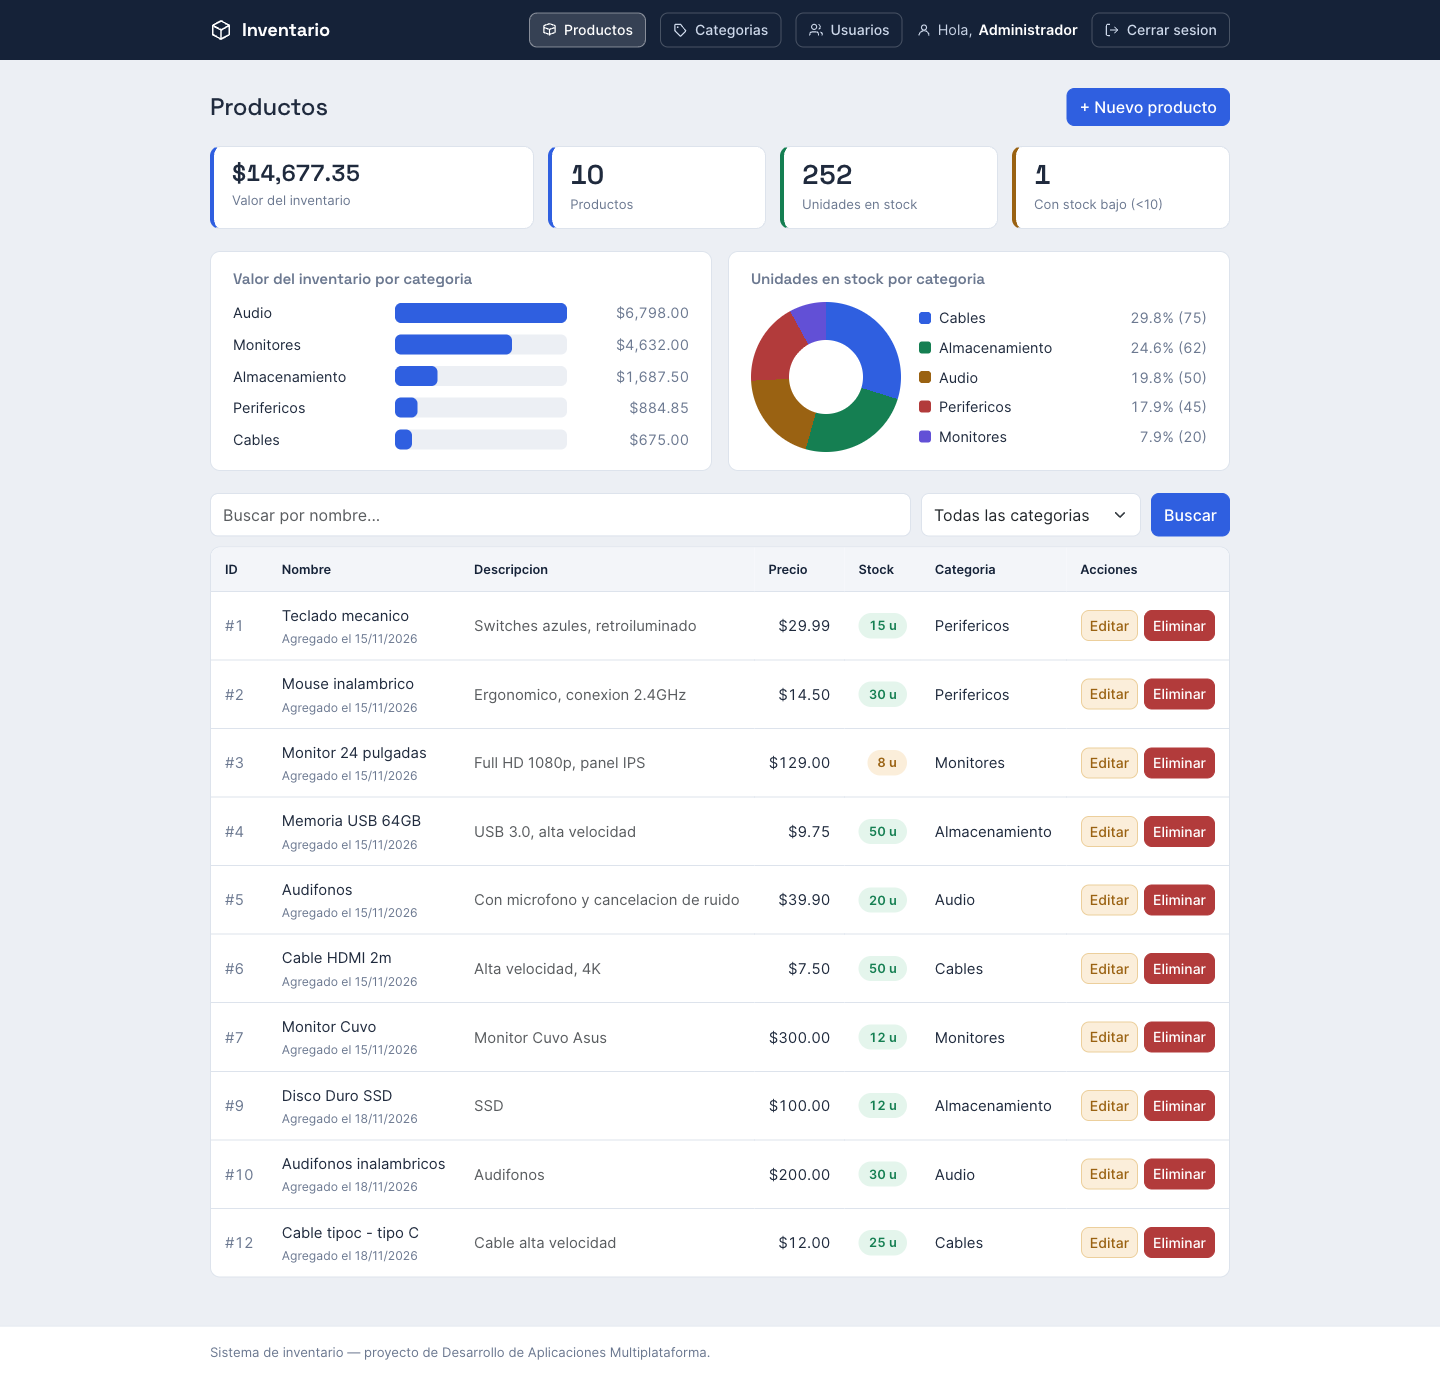 Inventario
Productos
Categorias
Usuarios
Hola, Administrador
Cerrar sesion
Productos
+ Nuevo producto
$14,677.35
Valor del inventario
10
Productos
252
Unidades en stock
1
Con stock bajo (<10)
Valor del inventario por categoria
Audio $6,798.00
Monitores $4,632.00
Almacenamiento $1,687.50
Perifericos $884.85
Cables $675.00
Unidades en stock por categoria
Cables 29.8% (75)
Almacenamiento 24.6% (62)
Audio 19.8% (50)
Perifericos 17.9% (45)
Monitores 7.9% (20)
Buscar por nombre...
Todas las categorias
Buscar
ID Nombre Descripcion Precio Stock Categoria Acciones
#1 Teclado mecanico Switches azules, retroiluminado $29.99 15 u Perifericos Editar Eliminar
Agregado el 15/11/2026
#2 Mouse inalambrico Ergonomico, conexion 2.4GHz $14.50 30 u Perifericos Editar Eliminar
Agregado el 15/11/2026
#3 Monitor 24 pulgadas Full HD 1080p, panel IPS $129.00 8 u Monitores Editar Eliminar
Agregado el 15/11/2026
#4 Memoria USB 64GB USB 3.0, alta velocidad $9.75 50 u Almacenamiento Editar Eliminar
Agregado el 15/11/2026
#5 Audifonos Con microfono y cancelacion de ruido $39.90 20 u Audio Editar Eliminar
Agregado el 15/11/2026
#6 Cable HDMI 2m Alta velocidad, 4K $7.50 50 u Cables Editar Eliminar
Agregado el 15/11/2026
#7 Monitor Cuvo Monitor Cuvo Asus $300.00 12 u Monitores Editar Eliminar
Agregado el 15/11/2026
#9 Disco Duro SSD SSD $100.00 12 u Almacenamiento Editar Eliminar
Agregado el 18/11/2026
#10 Audifonos inalambricos Audifonos $200.00 30 u Audio Editar Eliminar
Agregado el 18/11/2026
#12 Cable tipoc - tipo C Cable alta velocidad $12.00 25 u Cables Editar Eliminar
Agregado el 18/11/2026
Sistema de inventario — proyecto de Desarrollo de Aplicaciones Multiplataforma.